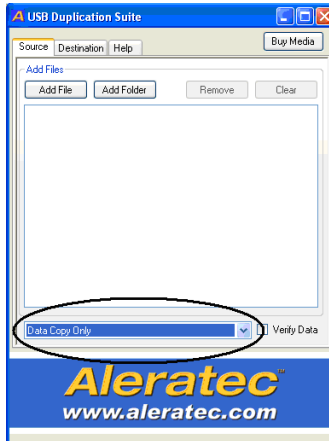 A USB Duplication Suite
Source Destination Help Buy Media
Add Files
Add File Add Folder Remove Clear
Data Copy Only Verify Data
Aleratec™
www.aleratec.com